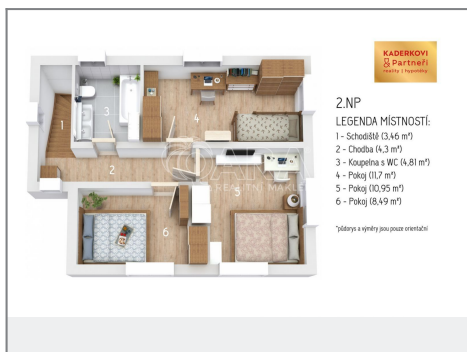 KADERKOVI
& Partneři
reality | hypotéky
2.NP
LEGENDA MÍSTNOSTÍ:
1 - Schodiště (3,46 m²)
2 - Chodba (4,3 m²)
3 - Koupelna s WC (4,81 m²)
4 - Pokoj (11,7 m²)
5 - Pokoj (10,95 m²)
6 - Pokoj (8,49 m²)
*půdorys a výměry jsou pouze orientační
1
2
3
4
5
6
REALITNÍ MAKLÉ